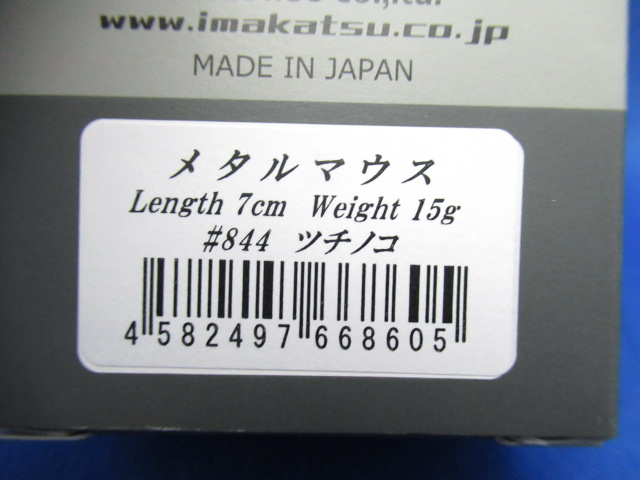 www.imakatsu.co.jp
MADE IN JAPAN
メタルマウス
Length 7cm Weight 15g
#844 ツチノコ
4 582497 668605